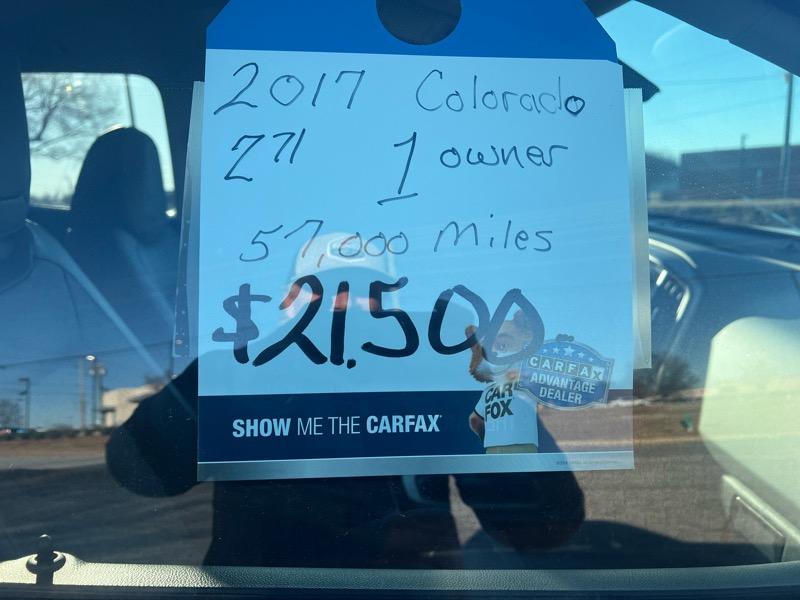 2017 Colorado
Z71 1 owner
57,000 Miles
$21.500
CARFAX
ADVANTAGE
DEALER
CAR
FOX
SHOW ME THE CARFAX